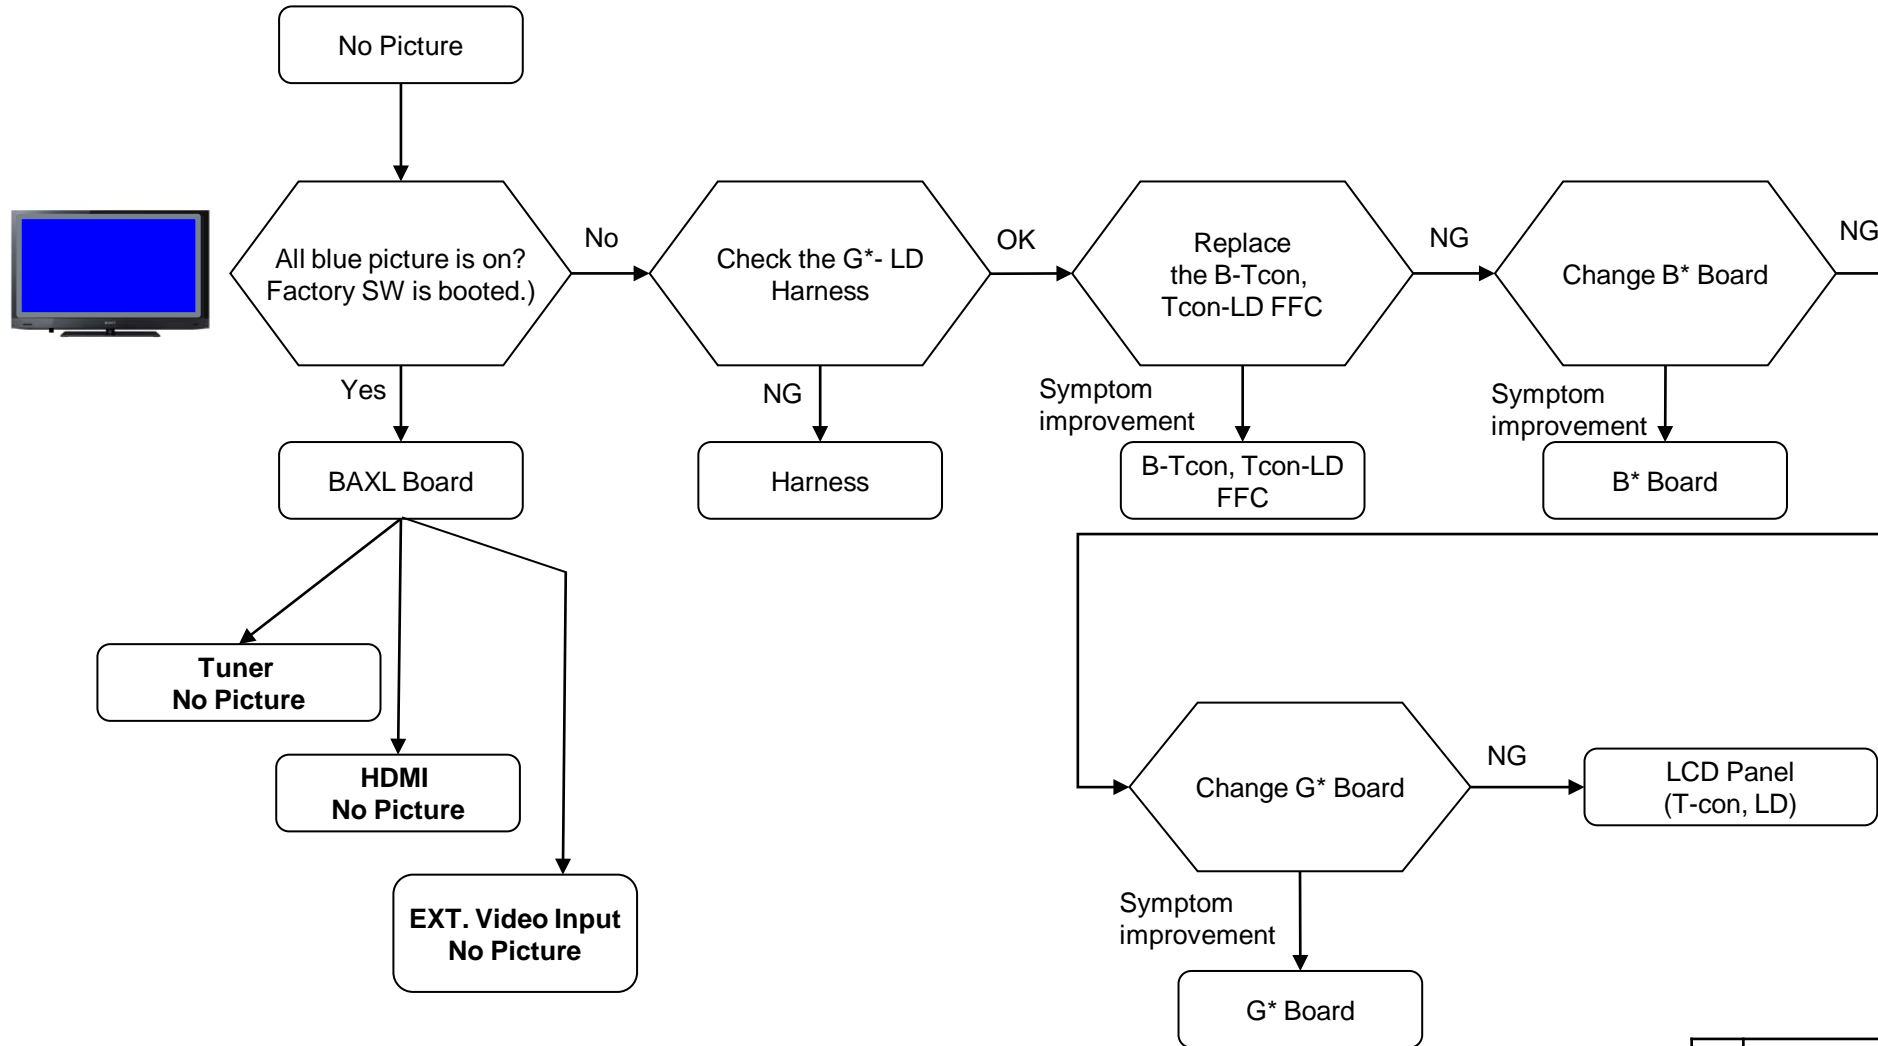 No Picture
All blue picture is on?
Factory SW is booted.)
No
Check the G*- LD
Harness
OK
Replace
the B-Tcon,
Tcon-LD FFC
NG
Change B* Board
NG
Yes
NG
Symptom
improvement
Symptom
improvement
BAXL Board
Harness
B-Tcon, Tcon-LD
FFC
B* Board
Tuner
No Picture
HDMI
No Picture
EXT. Video Input
No Picture
Change G* Board
NG
LCD Panel
(T-con, LD)
Symptom
improvement
G* Board